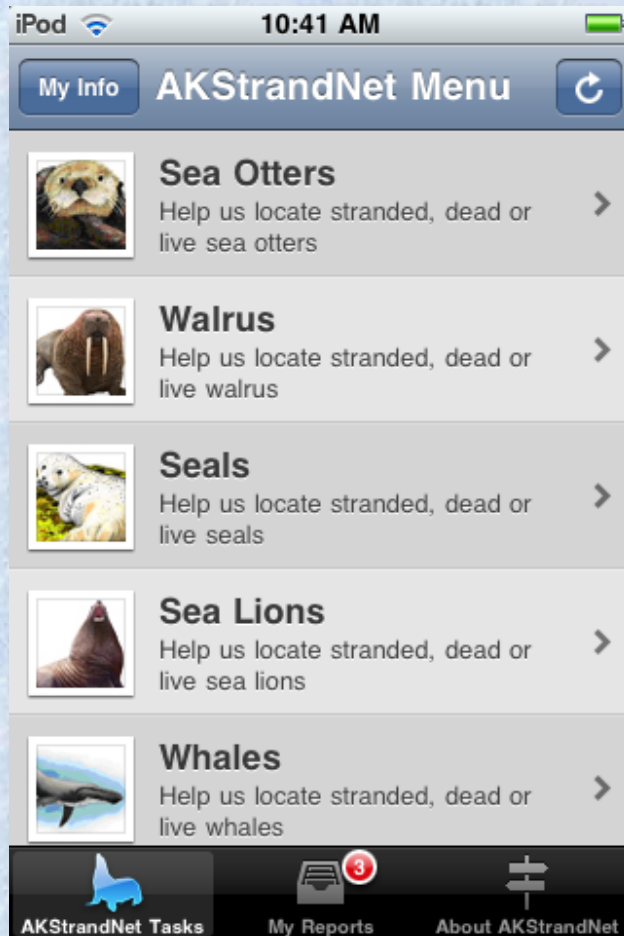 iPod 10:41 AM
My Info AKStrandNet Menu
Sea Otters
Help us locate stranded, dead or
live sea otters
Walrus
Help us locate stranded, dead or
live walrus
Seals
Help us locate stranded, dead or
live seals
Sea Lions
Help us locate stranded, dead or
live sea lions
Whales
Help us locate stranded, dead or
live whales
3
AKStrandNet Tasks My Reports About AKStrandNet